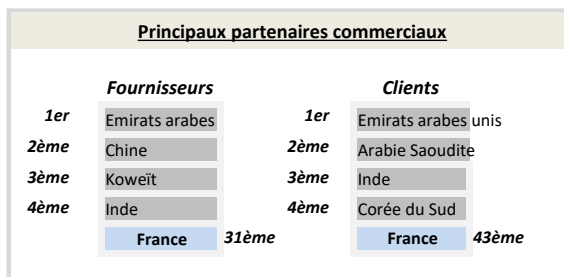 Principaux partenaires commerciaux
Fournisseurs Clients
1er Emirats arabes 1er Emirats arabes unis
2ème Chine 2ème Arabie Saoudite
3ème Koweït 3ème Inde
4ème Inde 4ème Corée du Sud
France 31ème France 43ème